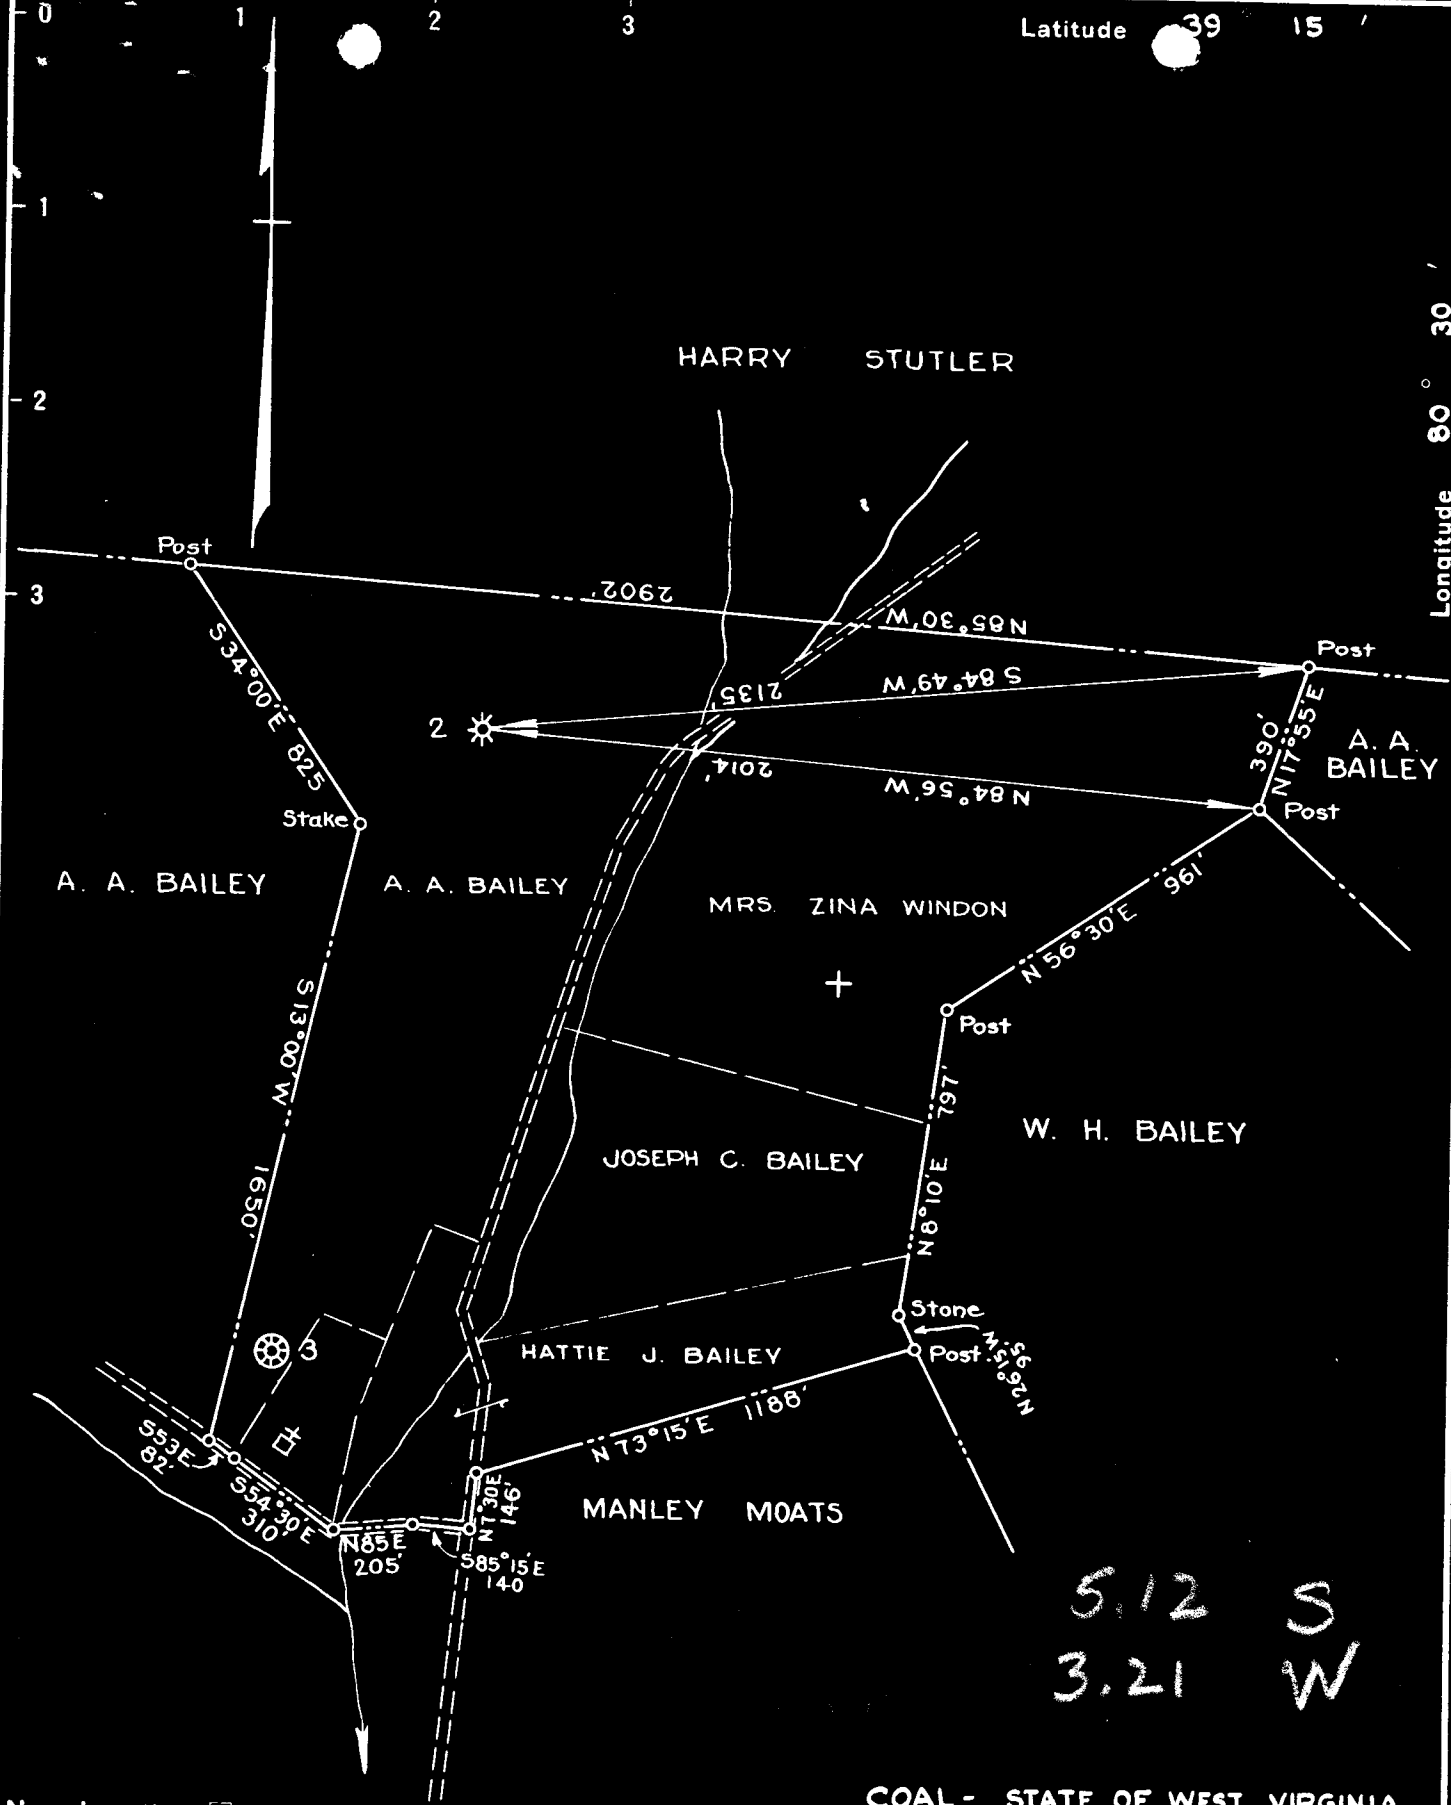 0 1 2 3
Latitude 39 15 '
1
2
3
Longitude 80° 30 '
HARRY STUTLER
Post
2902'
N85°30'W
Post
S34°00'E 825
2135'
S 84°49'W
2
390'
N17°55'E
A. A.
BAILEY
2014'
N 84°56'W
Post
Stake
A. A. BAILEY
A. A. BAILEY
MRS. ZINA WINDON
N 56°30'E 961'
Post
S13°00'W 1650'
N8°10'E 797'
W. H. BAILEY
JOSEPH C. BAILEY
Stone
3
HATTIE J. BAILEY
Post
N26°15'W
95'
S53E
82'
N73°15'E 1188'
S54°30'E
310'
N7°30E
146'
MANLEY MOATS
N85E
205'
S85°15'E
140
5.12 S
3.21 W
COAL - STATE OF WEST VIRGINIA